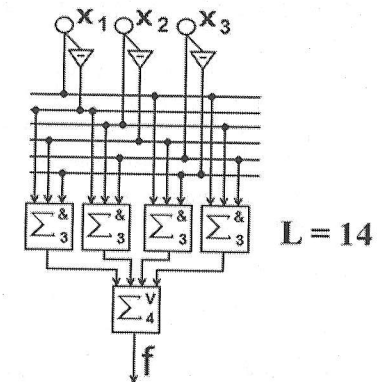 x1 x2 x3
− − −
∑ & 3 ∑ & 3 ∑ & 3 ∑ & 3
L = 14
∑ V 4
f